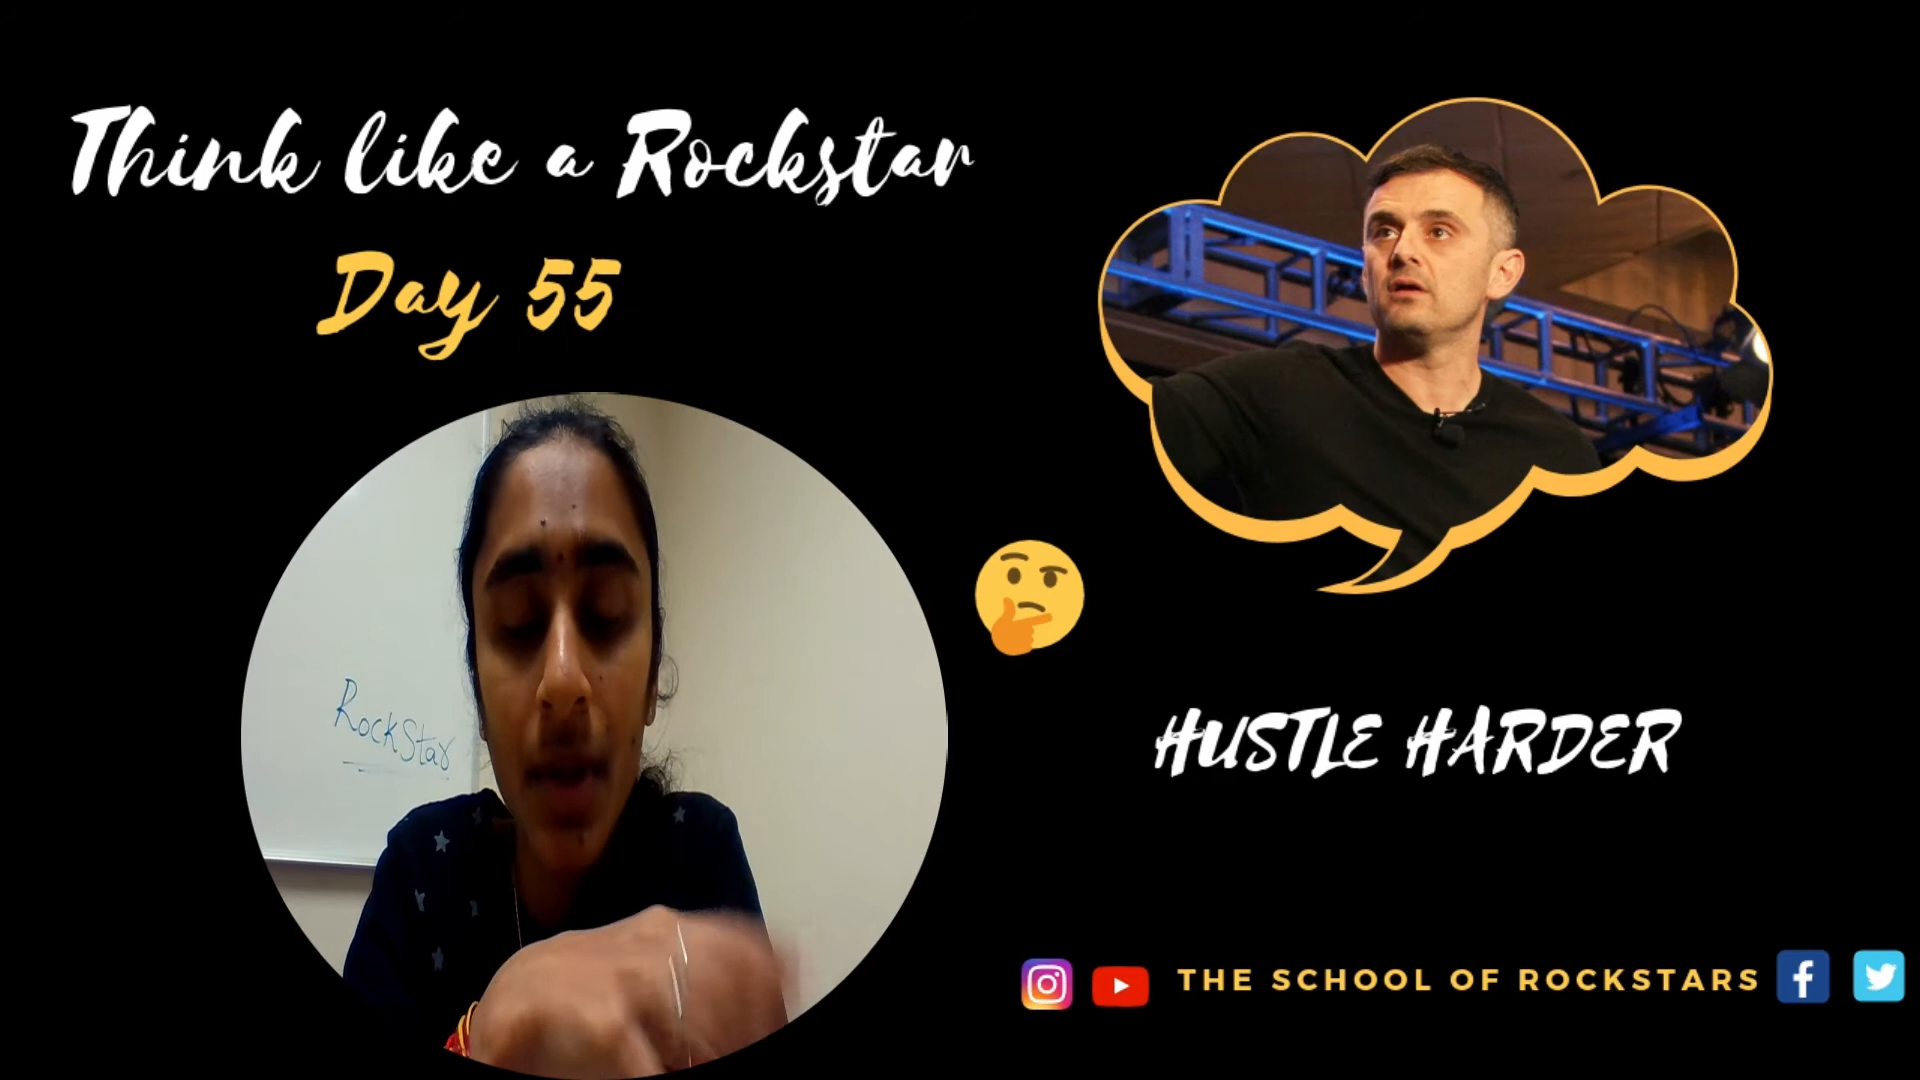 Think like a Rockstar
Day 55
RockStar
HUSTLE HARDER
THE SCHOOL OF ROCKSTARS